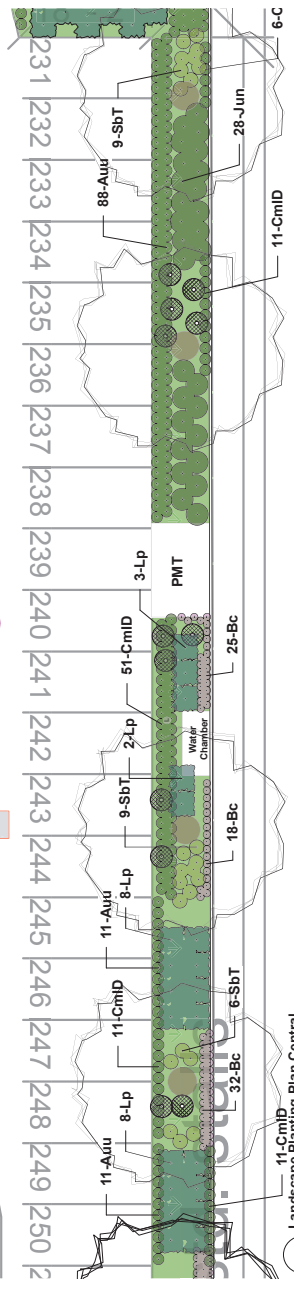 231
232
233
234
235
236
237
238
239
240
241
242
243
244
245
246
247
248
249
250
2
6-C
9-SbT
28-Jun
88-Auu
11-CmID
3-Lp
PMT
51-CmID
25-Bc
2-Lp
Water
Chamber
9-SbT
18-Bc
8-Lp
11-Auu
11-CmID
6-SbT
32-Bc
8-Lp
11-Auu
11-CmID
Landscape Planting Plan Central